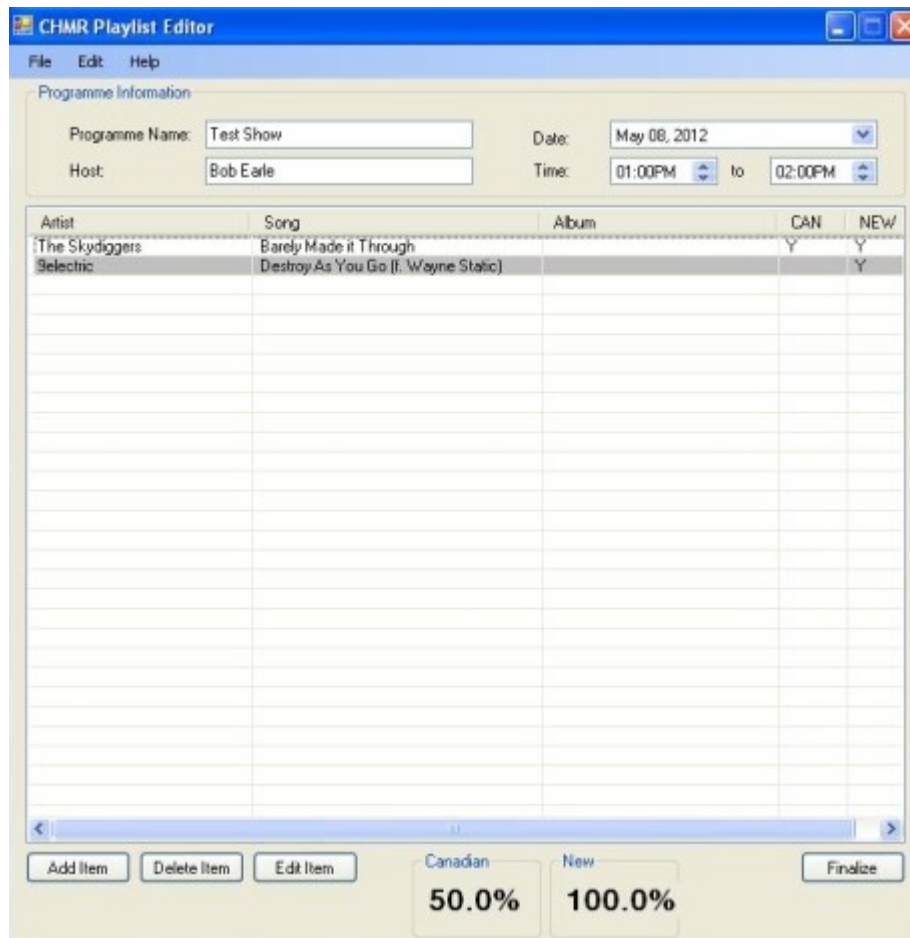 CHMR Playlist Editor
File Edit Help
Programme Information
Programme Name: Test Show Date: May 08, 2012
Host: Bob Earle Time: 01:00PM to 02:00PM
Artist Song Album CAN NEW
The Skydiggers Barely Made it Through Y Y
9electric Destroy As You Go (f. Wayne Static) Y
Add Item Delete Item Edit Item Canadian New Finalize
50.0% 100.0%